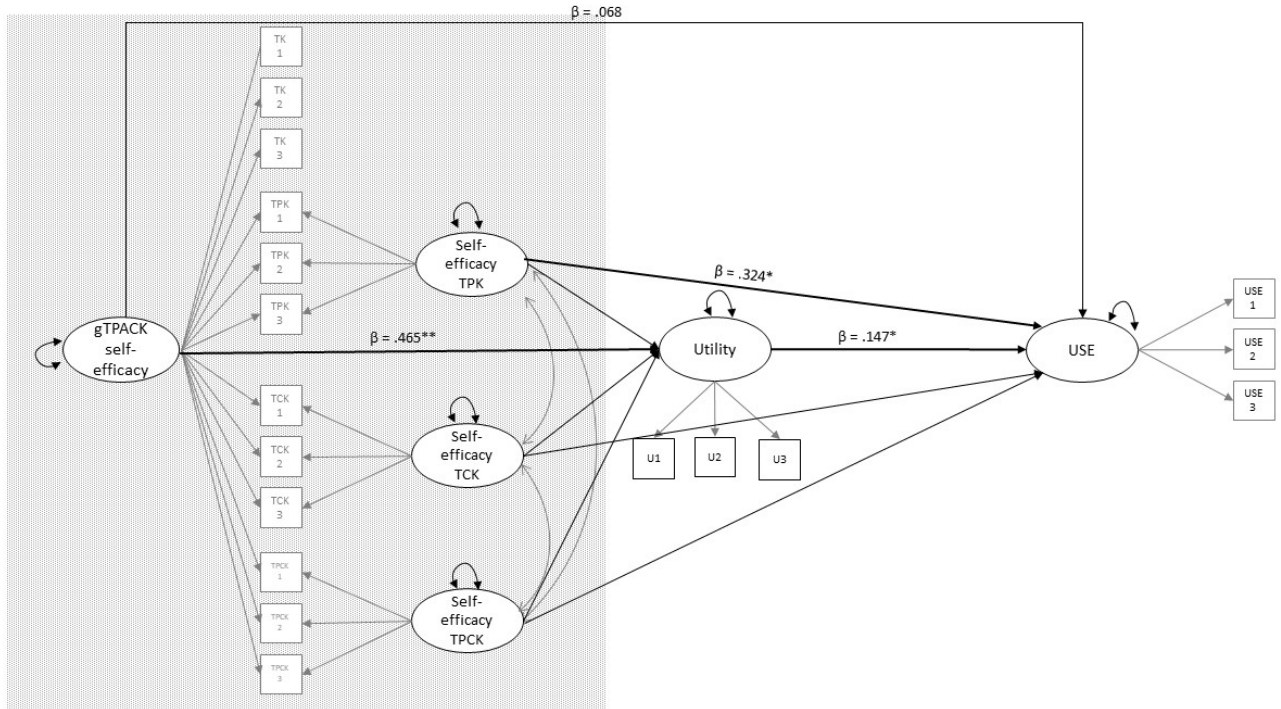 β = .068
TK
1
TK
2
TK
3
TPK
1
TPK
2
TPK
3
TCK
1
TCK
2
TCK
3
TPCK
1
TPCK
2
TPCK
3
gTPACK
self-
efficacy
Self-
efficacy
TPK
Self-
efficacy
TCK
Self-
efficacy
TPCK
β = .465**
β = .324*
Utility
β = .147*
U1
U2
U3
USE
USE
1
USE
2
USE
3